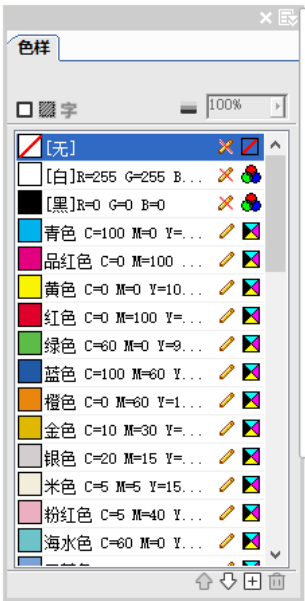 色样
字
100%
[无]
[白]R=255 G=255 B...
[黑]R=0 G=0 B=0
青色 C=100 M=0 Y=...
品红色 C=0 M=100 ...
黄色 C=0 M=0 Y=10...
红色 C=0 M=100 Y=...
绿色 C=60 M=0 Y=9...
蓝色 C=100 M=60 Y...
橙色 C=0 M=60 Y=1...
金色 C=10 M=30 Y=...
银色 C=20 M=15 Y=...
米色 C=5 M=5 Y=15...
粉红色 C=5 M=40 Y...
海水色 C=60 M=0 Y...